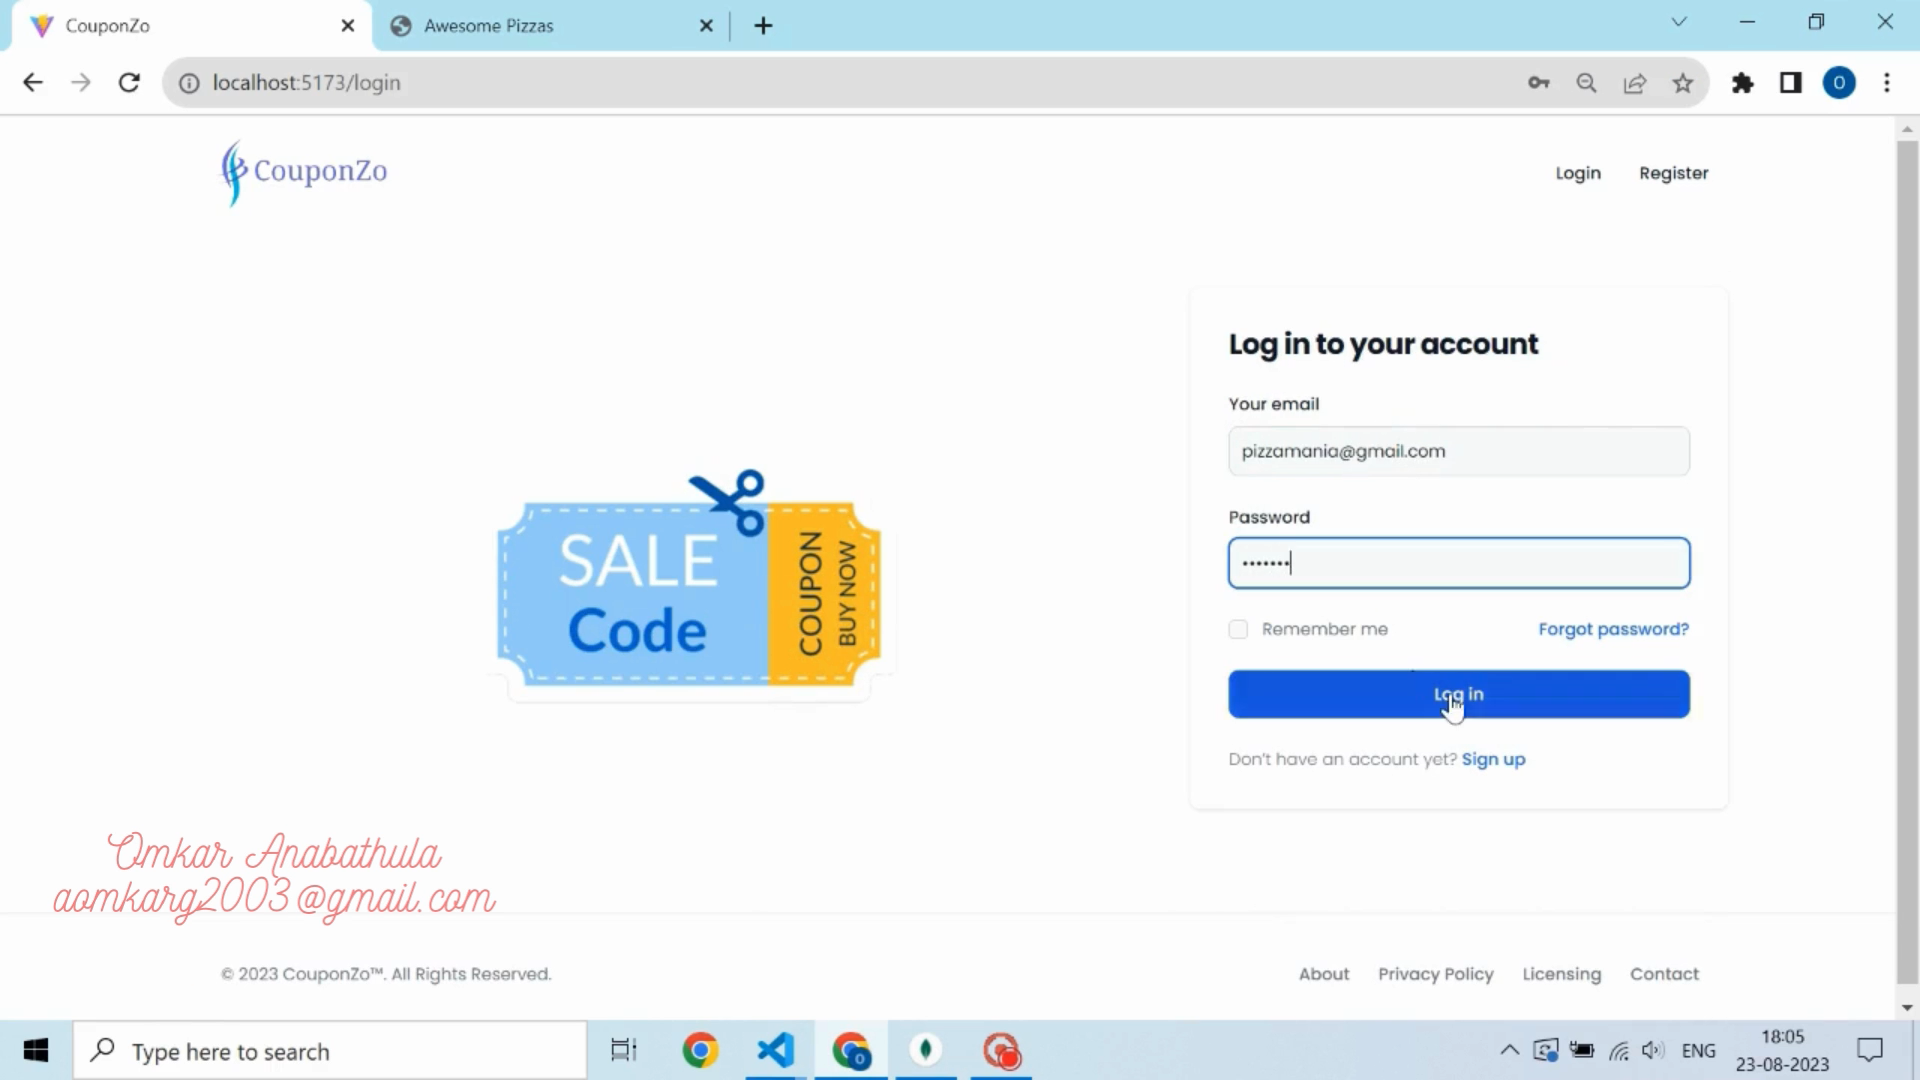 CouponZo
Awesome Pizzas
localhost:5173/login
O
CouponZo
Login
Register
Log in to your account
Your email
pizzamania@gmail.com
Password
•••••••
Remember me
Forgot password?
Log in
Don't have an account yet? Sign up
SALE
Code
COUPON
BUY NOW
Omkar Anabathula
aomkarg2003@gmail.com
© 2023 CouponZo™. All Rights Reserved.
About
Privacy Policy
Licensing
Contact
Type here to search
O
ENG
18:05
23-08-2023